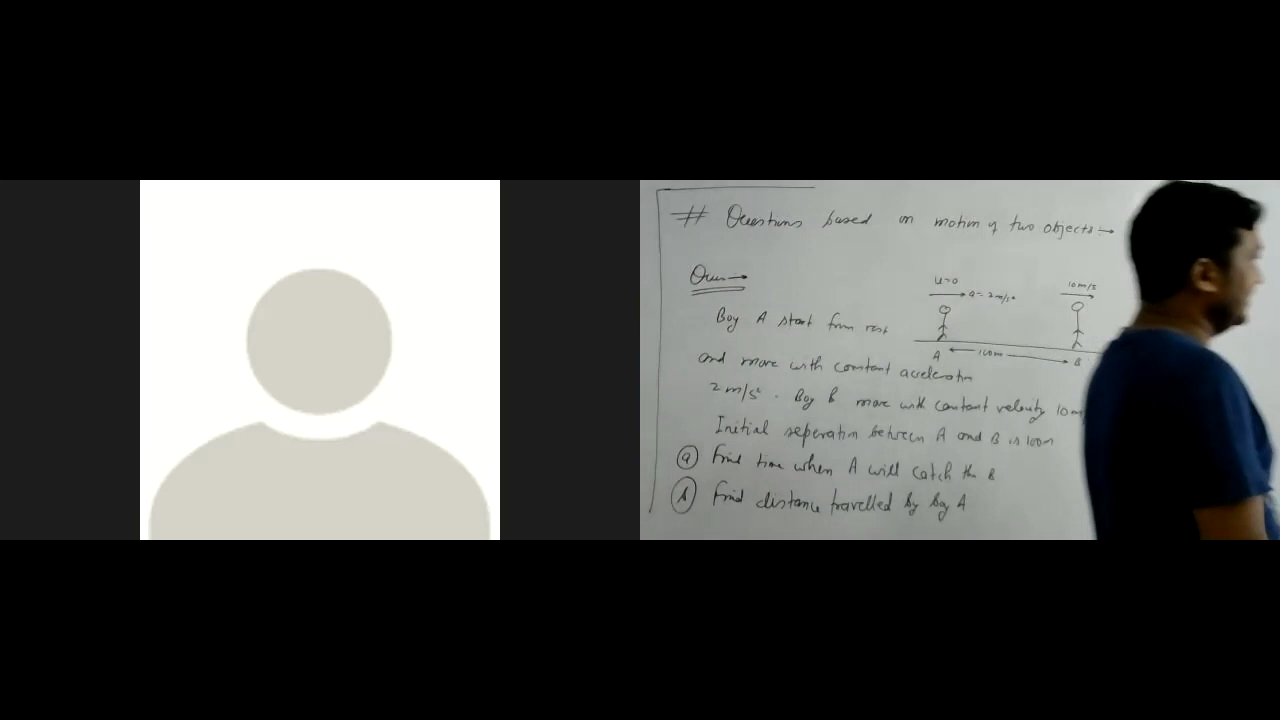 # Questions based on motion of two objects →
Ques →
u=0
a = 2m/s²
10m/s
Boy A start from rest
A
100m
B
and move with constant acceleration
2 m/s² . Boy B move with contant velocity 10 m
Initial seperation between A and B is 100m
(a) Find time when A will catch the B
(b) Find distance travelled by boy A